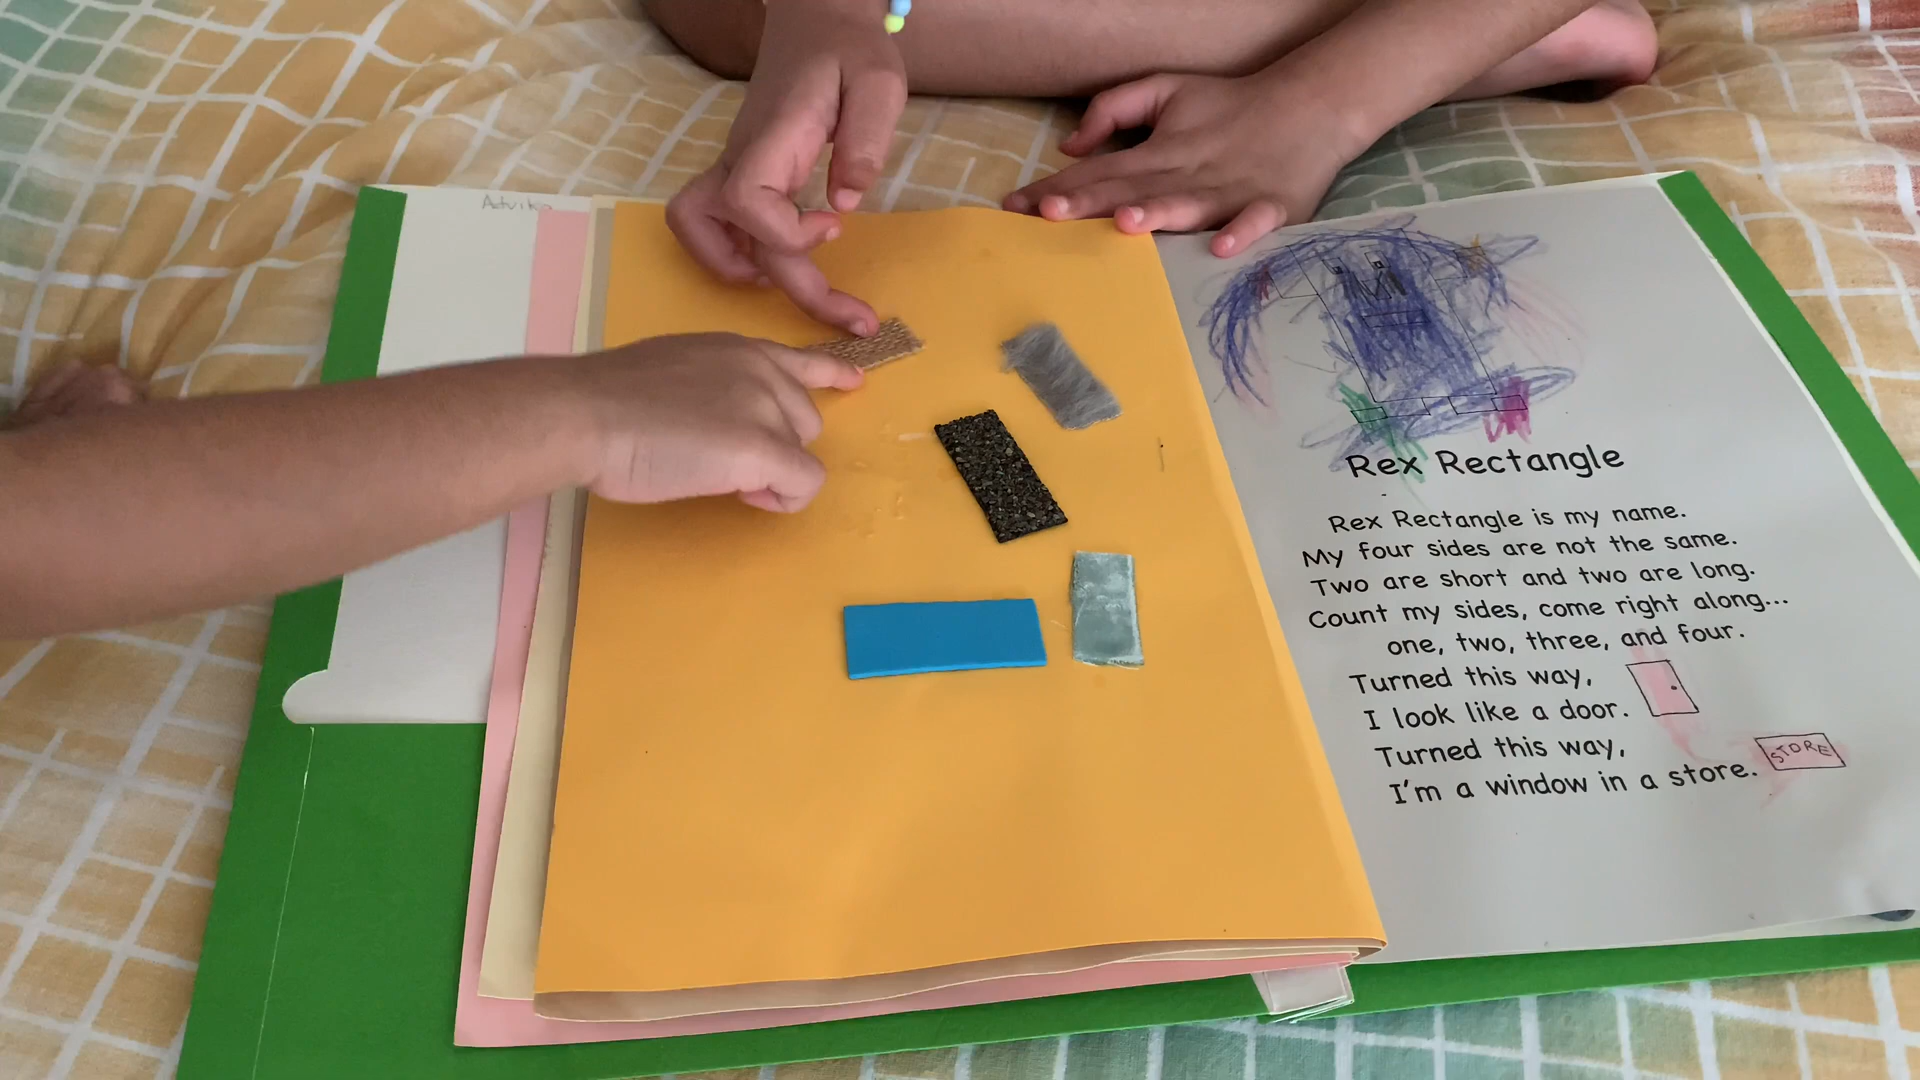 Advika
Rex Rectangle
Rex Rectangle is my name.
My four sides are not the same.
Two are short and two are long.
Count my sides, come right along...
one, two, three, and four.
Turned this way,
I look like a door.
Turned this way,
I'm a window in a store.
STORE